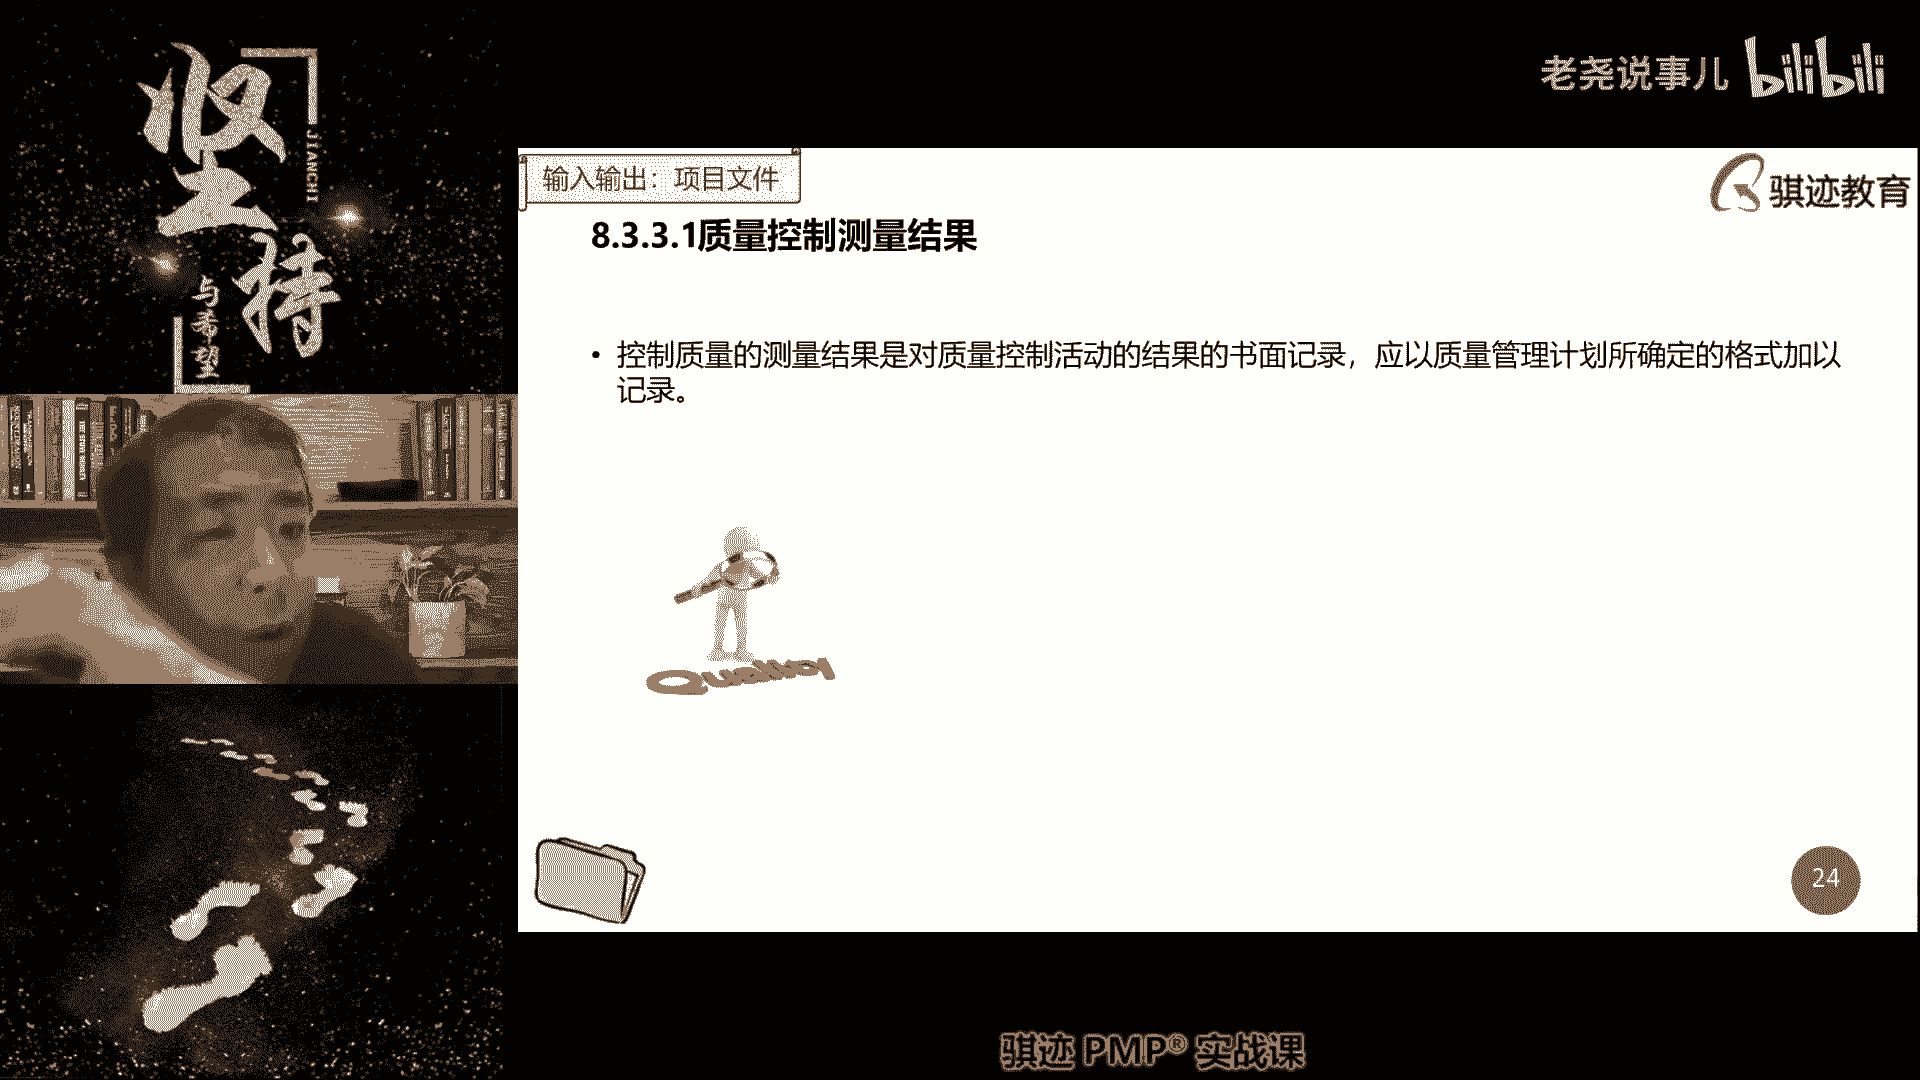 坚持
JIANCHI
与希望
老尧说事儿 bilibili
输入输出：项目文件
骐迹教育
8.3.3.1质量控制测量结果
• 控制质量的测量结果是对质量控制活动的结果的书面记录，应以质量管理计划所确定的格式加以
记录。
Quality
24
骐迹 PMP® 实战课